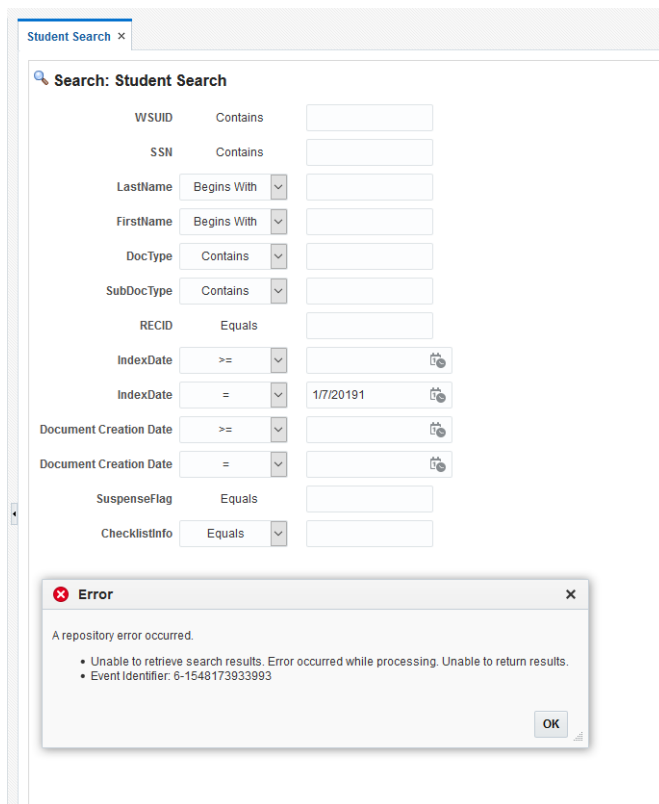 Student Search ×
Search: Student Search
WSUID Contains
SSN Contains
LastName Begins With
FirstName Begins With
DocType Contains
SubDocType Contains
RECID Equals
IndexDate >=
IndexDate = 1/7/20191
Document Creation Date >=
Document Creation Date =
SuspenseFlag Equals
ChecklistInfo Equals
Error ×
A repository error occurred.
• Unable to retrieve search results. Error occurred while processing. Unable to return results.
• Event Identifier: 6-1548173933993
OK